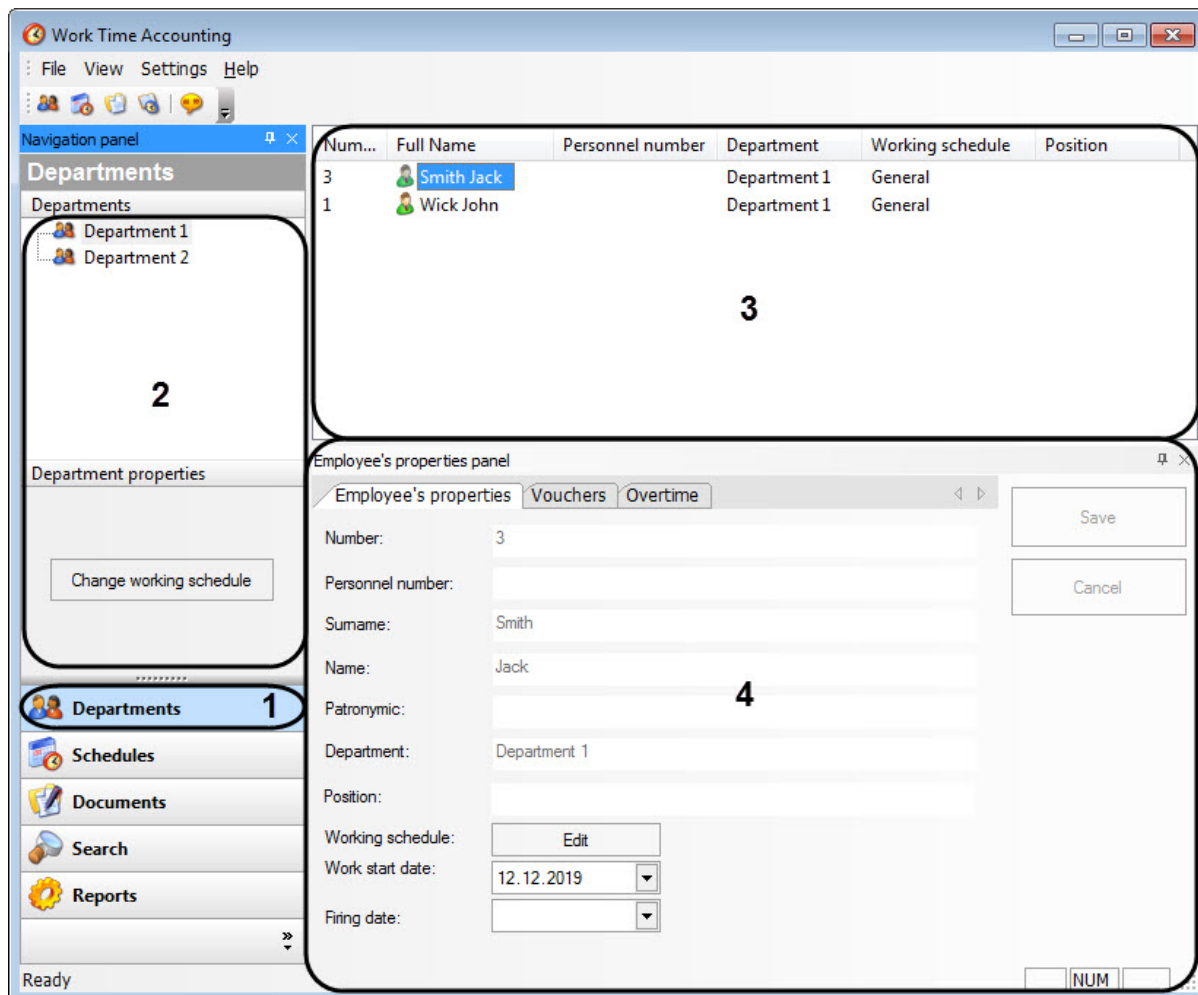 Work Time Accounting
File View Settings Help
Navigation panel
Departments
Departments
Department 1
Department 2
2
Department properties
Change working schedule
Departments 1
Schedules
Documents
Search
Reports
Num... Full Name Personnel number Department Working schedule Position
3 Smith Jack Department 1 General
1 Wick John Department 1 General
3
Employee's properties panel
Employee's properties Vouchers Overtime
Number: 3
Personnel number:
Surname: Smith
Name: Jack
4
Patronymic:
Department: Department 1
Position:
Working schedule: Edit
Work start date: 12.12.2019
Firing date:
Save
Cancel
Ready
NUM